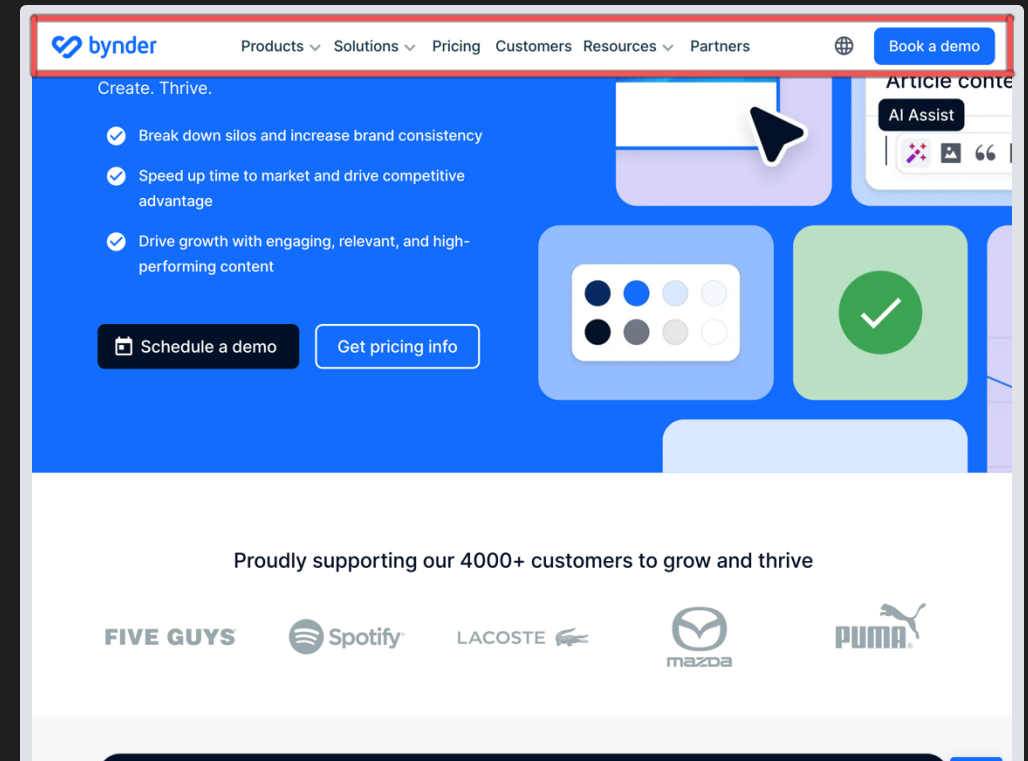 bynder
Products Solutions Pricing Customers Resources Partners Book a demo
Create. Thrive.
Break down silos and increase brand consistency
Speed up time to market and drive competitive
advantage
Drive growth with engaging, relevant, and high-
performing content
Schedule a demo Get pricing info
Article conte
AI Assist
Proudly supporting our 4000+ customers to grow and thrive
FIVE GUYS Spotify LACOSTE mazda PUMA